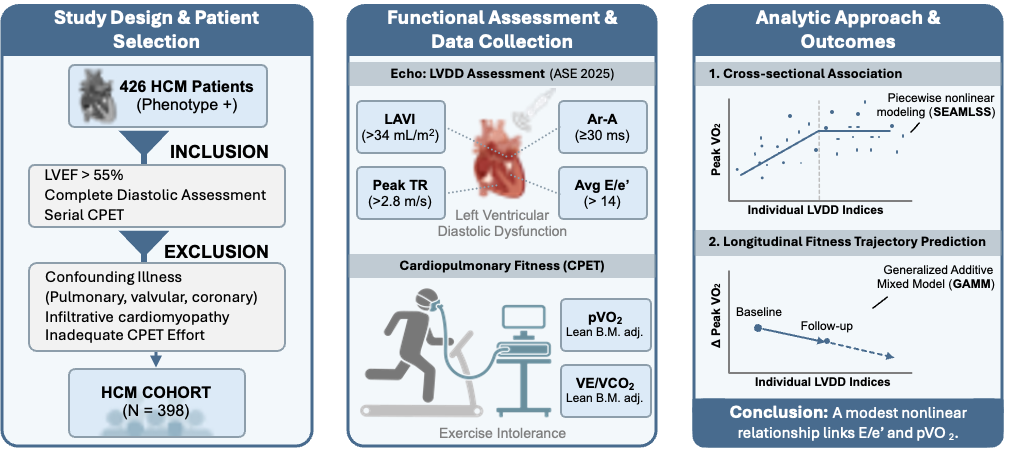 Study Design & Patient
Selection
426 HCM Patients
(Phenotype +)
INCLUSION
LVEF > 55%
Complete Diastolic Assessment
Serial CPET
EXCLUSION
Confounding Illness
(Pulmonary, valvular, coronary)
Infiltrative cardiomyopathy
Inadequate CPET Effort
HCM COHORT
(N = 398)
Functional Assessment &
Data Collection
Echo: LVDD Assessment (ASE 2025)
LAVI
(>34 mL/m²)
Ar-A
(≥30 ms)
Peak TR
(>2.8 m/s)
Avg E/e’
(> 14)
Left Ventricular
Diastolic Dysfunction
Cardiopulmonary Fitness (CPET)
pVO₂
Lean B.M. adj.
VE/VCO₂
Lean B.M. adj.
Exercise Intolerance
Analytic Approach &
Outcomes
1. Cross-sectional Association
Piecewise nonlinear
modeling (SEAMLSS)
Peak VO₂
Individual LVDD Indices
2. Longitudinal Fitness Trajectory Prediction
Generalized Additive
Mixed Model (GAMM)
Δ Peak VO₂
Baseline
Follow-up
Individual LVDD Indices
Conclusion: A modest nonlinear
relationship links E/e’ and pVO ₂.